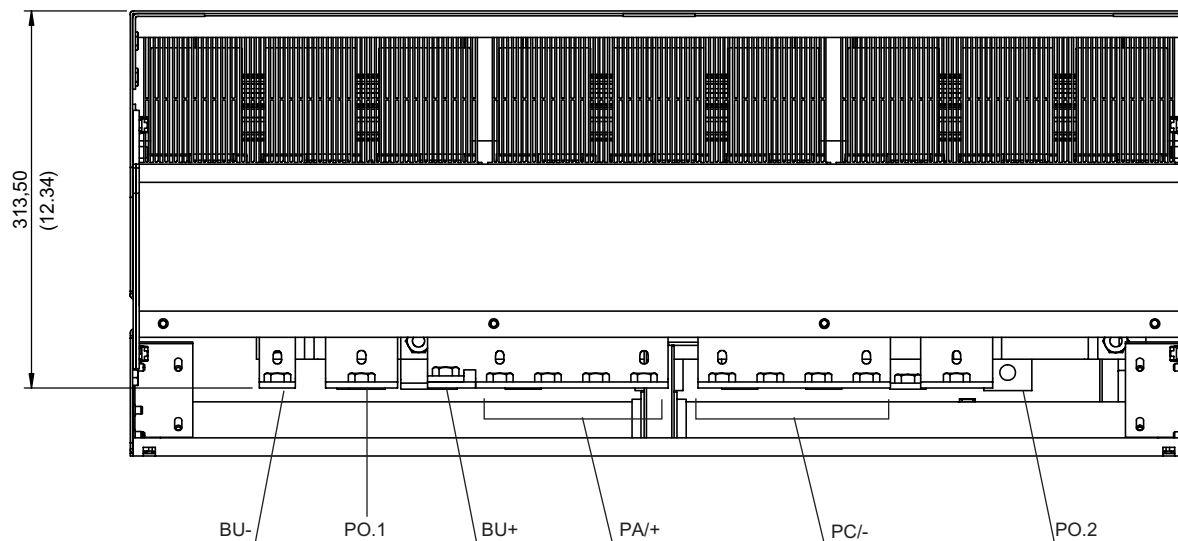 313,50
(12.34)
BU-
PO.1
BU+
PA/+
PC/-
PO.2